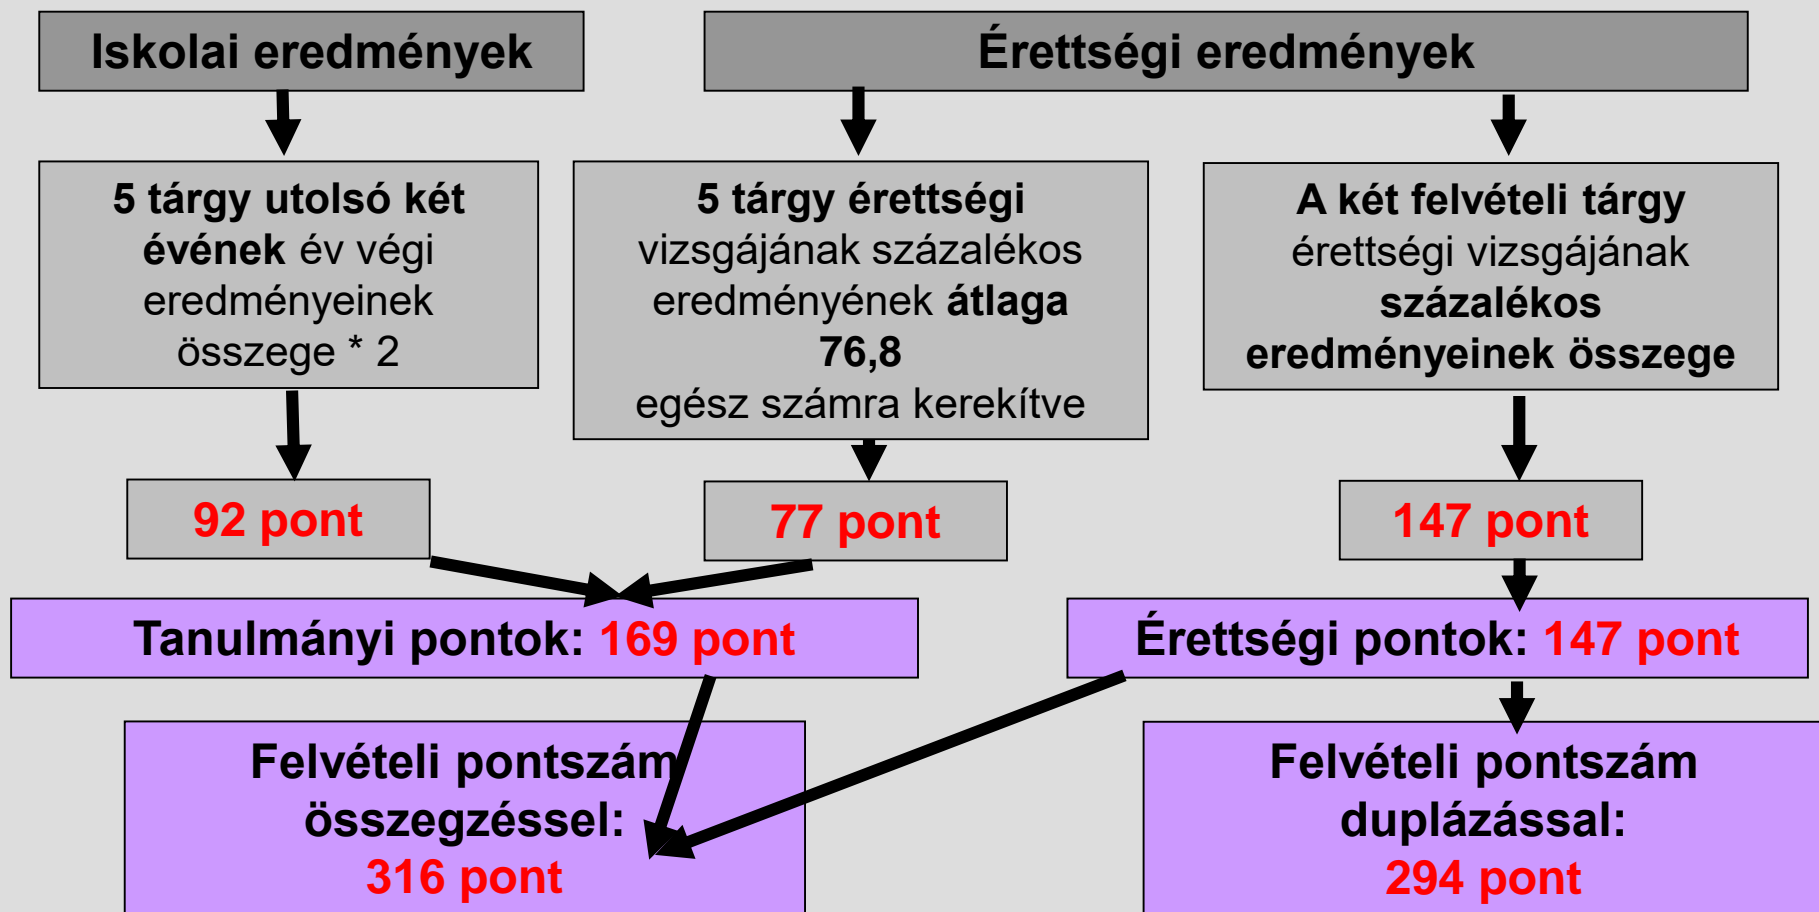 Iskolai eredmények
Érettségi eredmények
5 tárgy utolsó két
évének év végi
eredményeinek
összege * 2
5 tárgy érettségi
vizsgájának százalékos
eredményének átlaga
76,8
egész számra kerekítve
A két felvételi tárgy
érettségi vizsgájának
százalékos
eredményeinek összege
92 pont
77 pont
147 pont
Tanulmányi pontok: 169 pont
Érettségi pontok: 147 pont
Felvételi pontszám
összegzéssel:
316 pont
Felvételi pontszám
duplázással:
294 pont